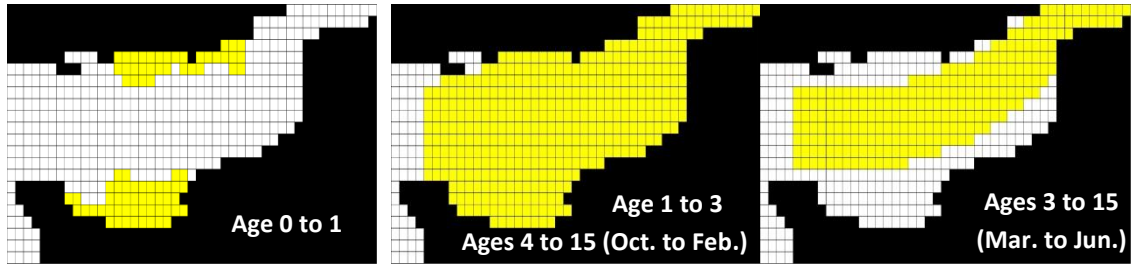 Age 0 to 1
Age 1 to 3
Ages 4 to 15 (Oct. to Feb.)
Ages 3 to 15
(Mar. to Jun.)